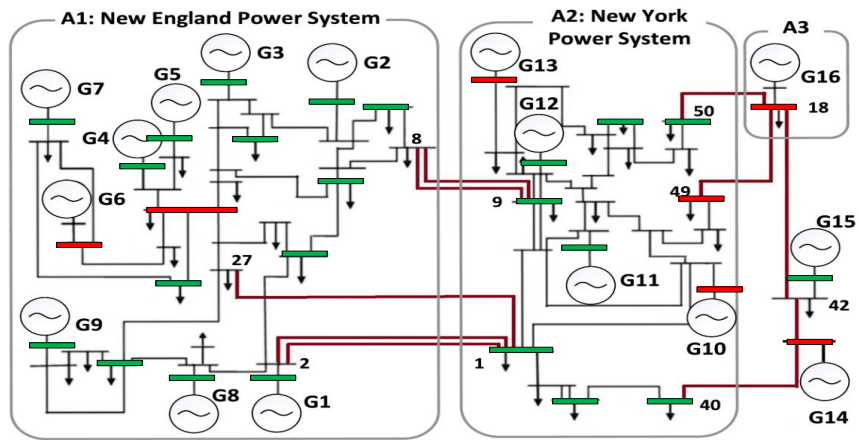 A1: New England Power System
A2: New York
Power System
A3
G3
G2
G13
G16
G7
G5
G12
50
18
G4
8
G6
9
49
G15
27
G11
42
G9
G10
2
1
G8
G1
40
G14